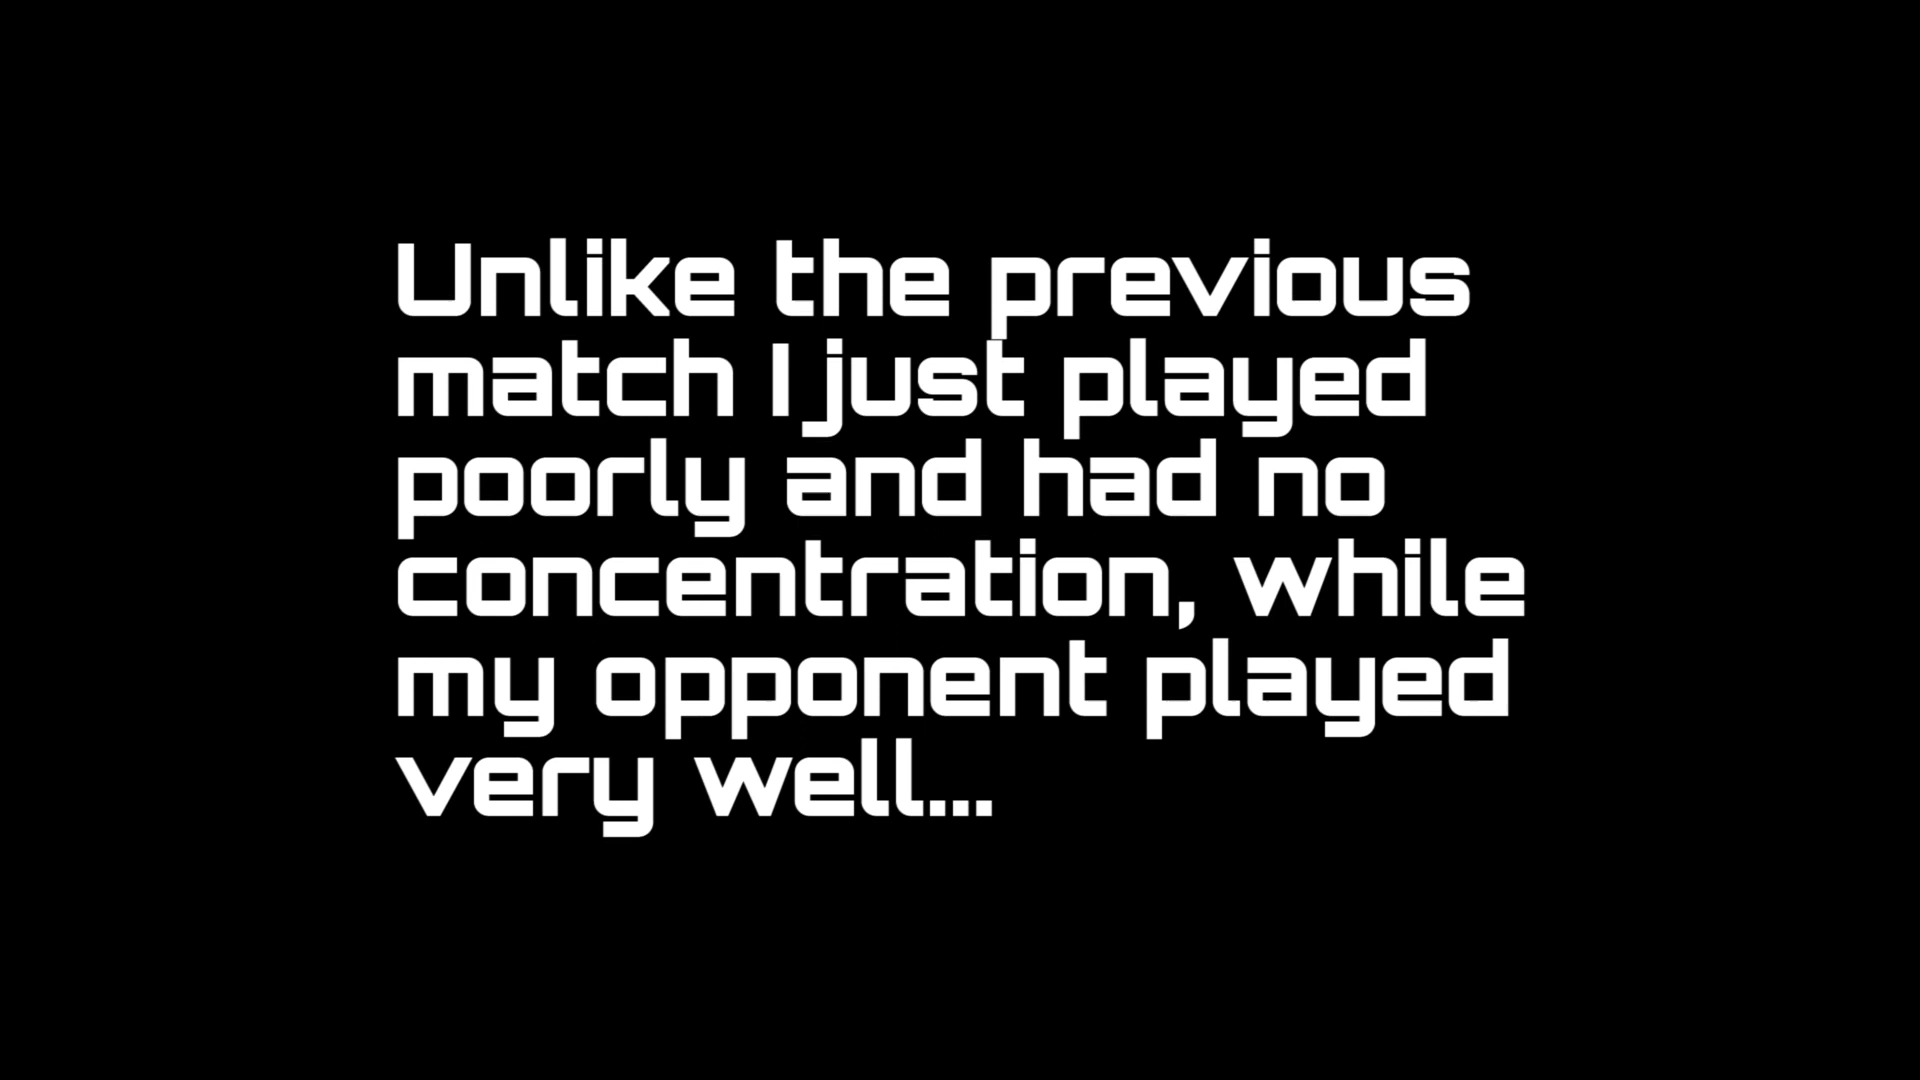 Unlike the previous
match I just played
poorly and had no
concentration, while
my opponent played
very well...